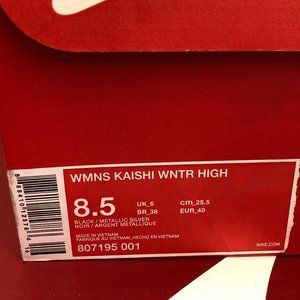 WMNS KAISHI WNTR HIGH
8.5
UK_6
BR_38
cm_25.5
EUR_40
BLACK / METALLIC SILVER
NOIR / ARGENT METALLIQUE
MADE IN VIETNAM
FABRIQUE AU VIETNAM, HECHO EN VIETNAM
807195 001
NIKE.COM